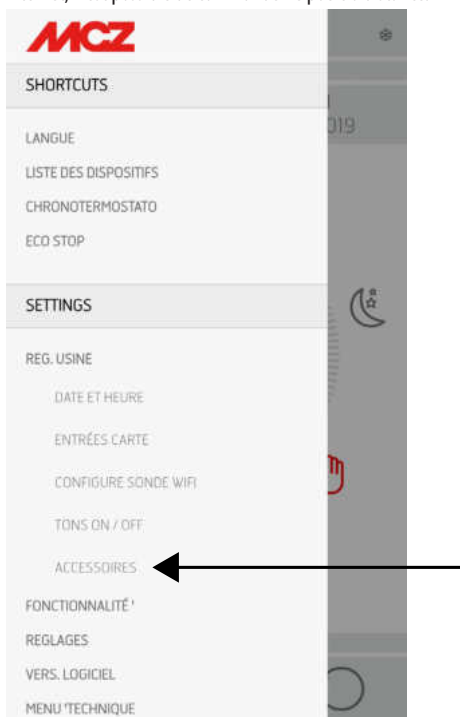 MCZ
SHORTCUTS
LANGUE
LISTE DES DISPOSITIFS
CHRONOTERMOSTATO
ECO STOP
SETTINGS
REG. USINE
DATE ET HEURE
ENTRÉES CARTE
CONFIGURE SONDE WIFI
TONS ON / OFF
ACCESSOIRES
FONCTIONNALITÉ '
REGLAGES
VERS. LOGICIEL
MENU 'TECHNIQUE
019